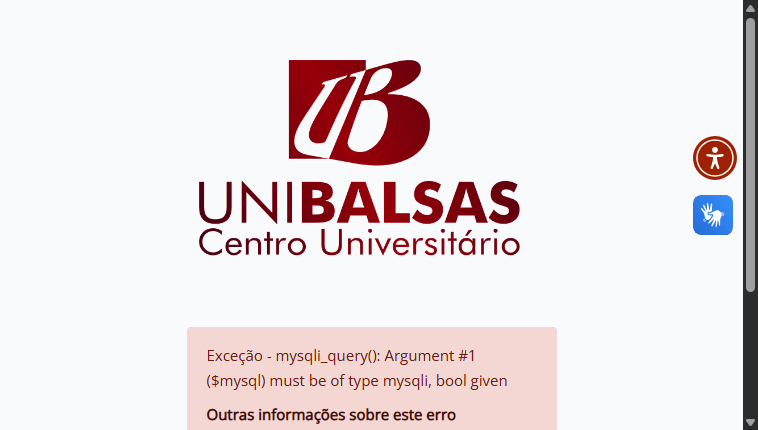 UB
UNIBALSAS
Centro Universitário
Exceção - mysqli_query(): Argument #1
($mysql) must be of type mysqli, bool given
Outras informações sobre este erro